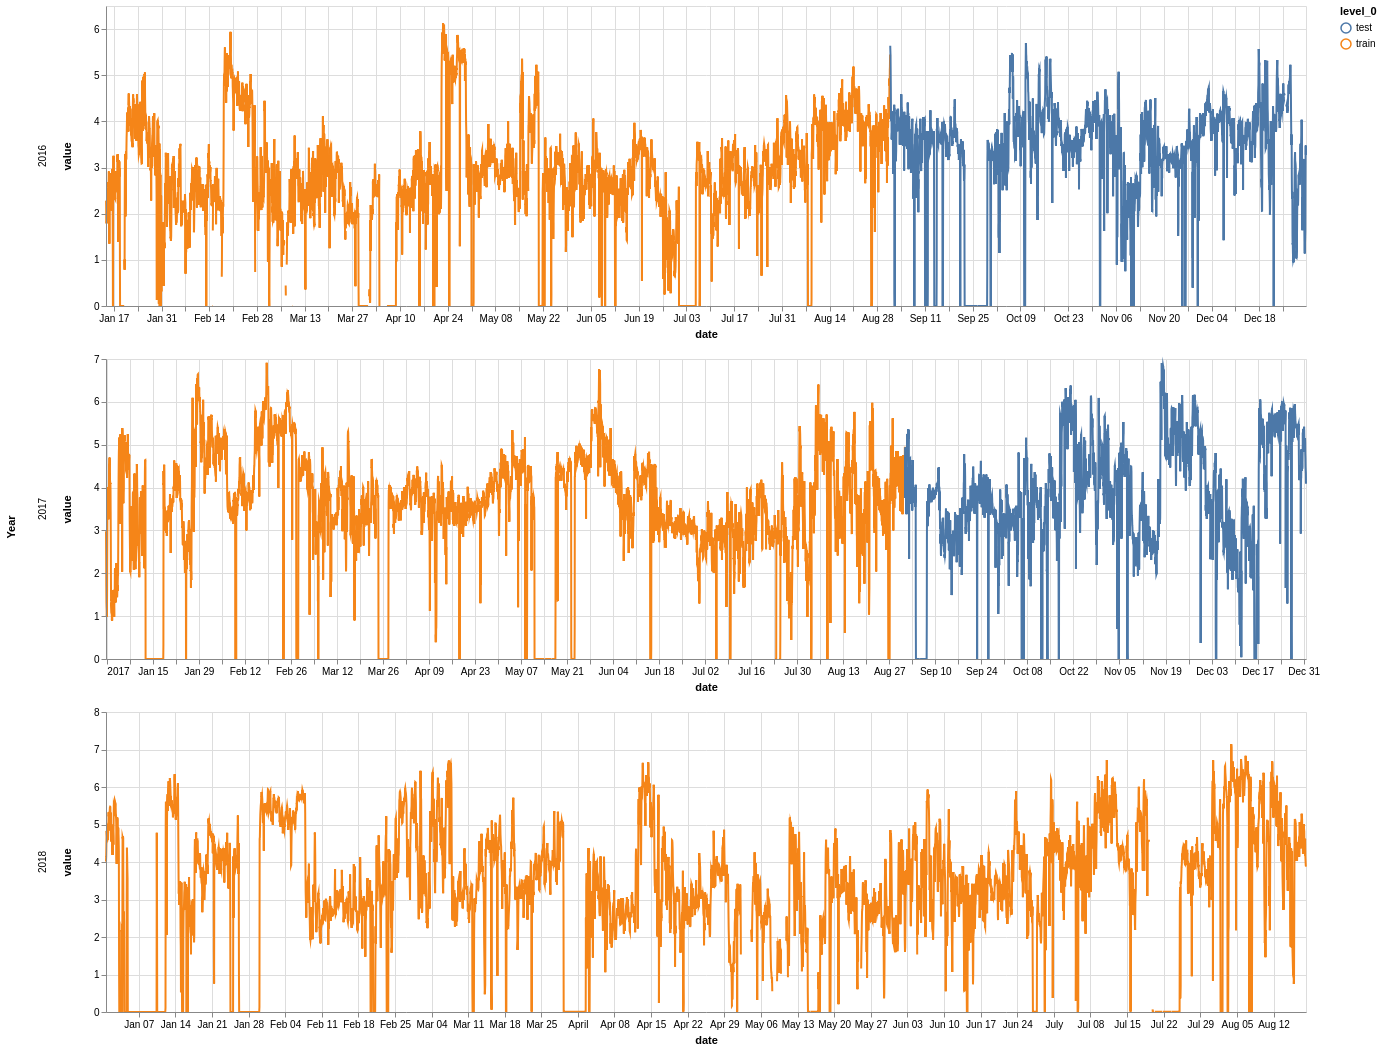 level_0
test
train
Year
2016
value
6
5
4
3
2
1
0
Jan 17 Jan 31 Feb 14 Feb 28 Mar 13 Mar 27 Apr 10 Apr 24 May 08 May 22 Jun 05 Jun 19 Jul 03 Jul 17 Jul 31 Aug 14 Aug 28 Sep 11 Sep 25 Oct 09 Oct 23 Nov 06 Nov 20 Dec 04 Dec 18
date
2017
value
7
6
5
4
3
2
1
0
2017 Jan 15 Jan 29 Feb 12 Feb 26 Mar 12 Mar 26 Apr 09 Apr 23 May 07 May 21 Jun 04 Jun 18 Jul 02 Jul 16 Jul 30 Aug 13 Aug 27 Sep 10 Sep 24 Oct 08 Oct 22 Nov 05 Nov 19 Dec 03 Dec 17 Dec 31
date
2018
value
8
7
6
5
4
3
2
1
0
Jan 07 Jan 14 Jan 21 Jan 28 Feb 04 Feb 11 Feb 18 Feb 25 Mar 04 Mar 11 Mar 18 Mar 25 April Apr 08 Apr 15 Apr 22 Apr 29 May 06 May 13 May 20 May 27 Jun 03 Jun 10 Jun 17 Jun 24 July Jul 08 Jul 15 Jul 22 Jul 29 Aug 05 Aug 12
date